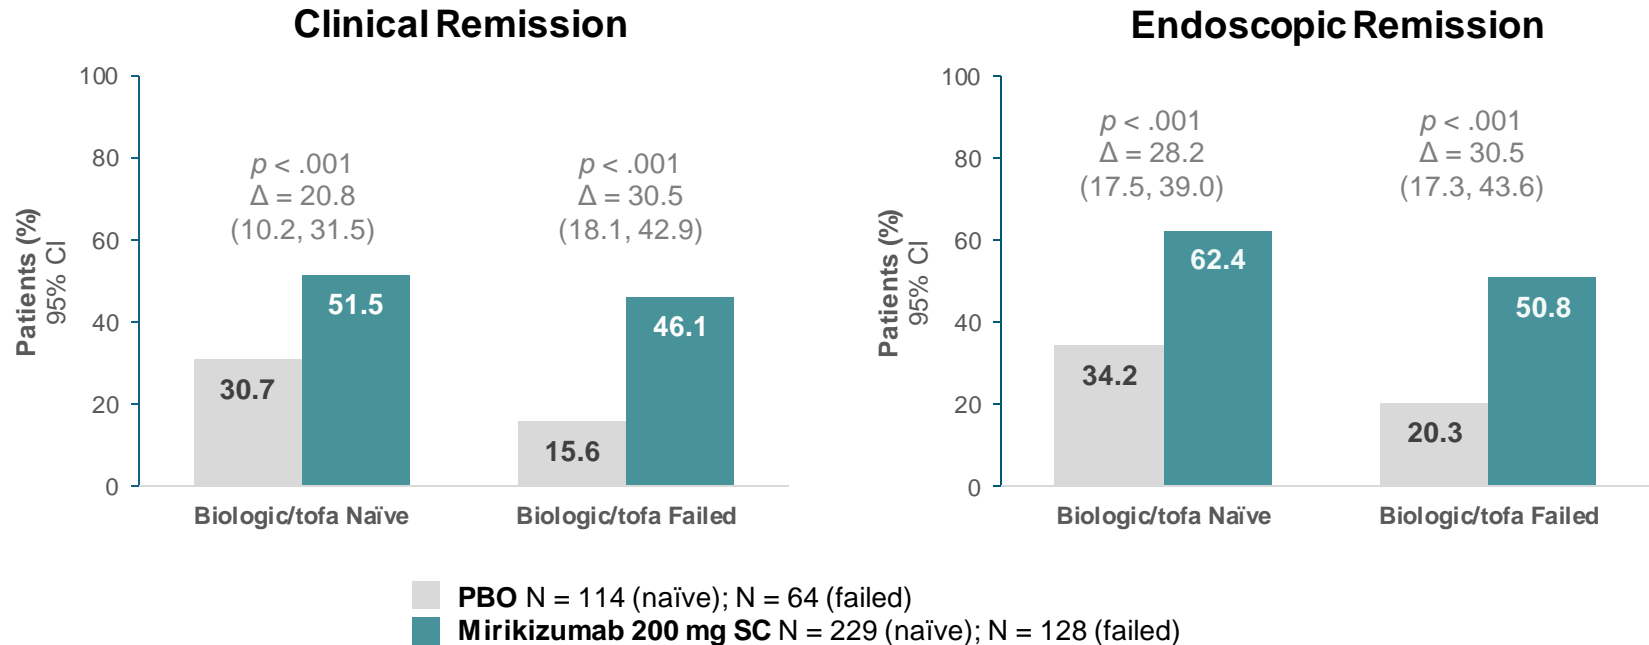 Clinical Remission
100
80
60
40
20
0
Patients (%)
95% CI
p < .001
Δ = 20.8
(10.2, 31.5)
p < .001
Δ = 30.5
(18.1, 42.9)
30.7
51.5
15.6
46.1
Biologic/tofa Naïve
Biologic/tofa Failed
Endoscopic Remission
100
80
60
40
20
0
Patients (%)
95% CI
p < .001
Δ = 28.2
(17.5, 39.0)
p < .001
Δ = 30.5
(17.3, 43.6)
34.2
62.4
20.3
50.8
Biologic/tofa Naïve
Biologic/tofa Failed
PBO N = 114 (naïve); N = 64 (failed)
Mirikizumab 200 mg SC N = 229 (naïve); N = 128 (failed)